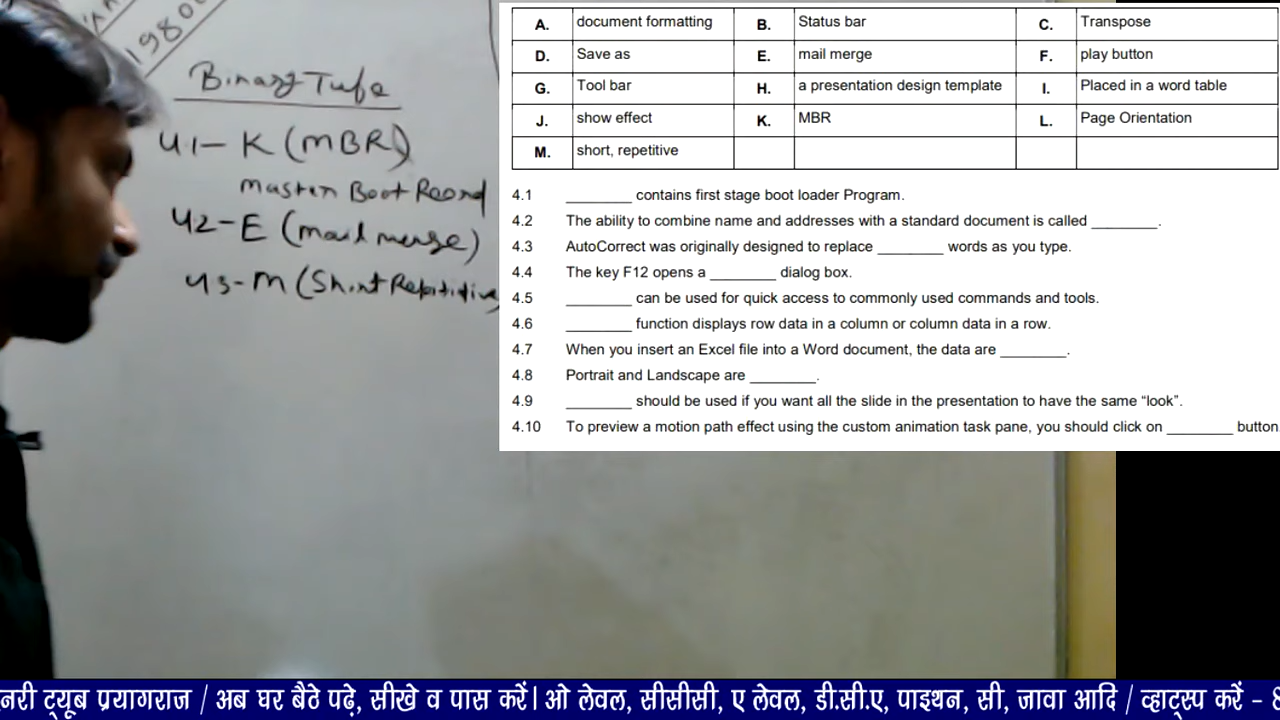 1980
Binary Tube
41- K (MBR)
Master Boot Record
42-E (mail merge)
43-M (Short Repetitive
A. document formatting B. Status bar C. Transpose
D. Save as E. mail merge F. play button
G. Tool bar H. a presentation design template I. Placed in a word table
J. show effect K. MBR L. Page Orientation
M. short, repetitive
4.1 ________ contains first stage boot loader Program.
4.2 The ability to combine name and addresses with a standard document is called ________.
4.3 AutoCorrect was originally designed to replace ________ words as you type.
4.4 The key F12 opens a ________ dialog box.
4.5 ________ can be used for quick access to commonly used commands and tools.
4.6 ________ function displays row data in a column or column data in a row.
4.7 When you insert an Excel file into a Word document, the data are ________.
4.8 Portrait and Landscape are ________.
4.9 ________ should be used if you want all the slide in the presentation to have the same “look”.
4.10 To preview a motion path effect using the custom animation task pane, you should click on ________ button
नरी ट्यूब प्रयागराज / अब घर बैठे पढ़े, सीखे व पास करें। ओ लेवल, सीसीसी, ए लेवल, डी.सी.ए, पाइथन, सी, जावा आदि / व्हाट्स्प करें - 8